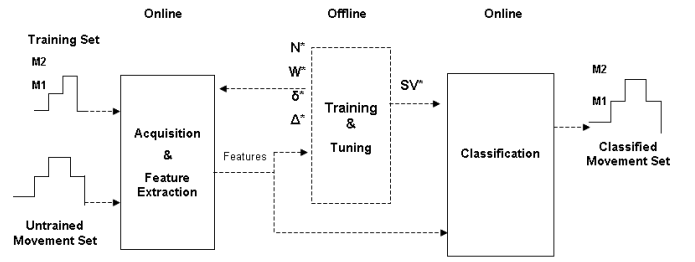 Online
Offline
Online
Training Set
M2
M1
N*
W*
δ*
Δ*
Acquisition
&
Feature
Extraction
Features
Training
&
Tuning
SV*
Classification
M2
M1
Classified
Movement Set
Untrained
Movement Set